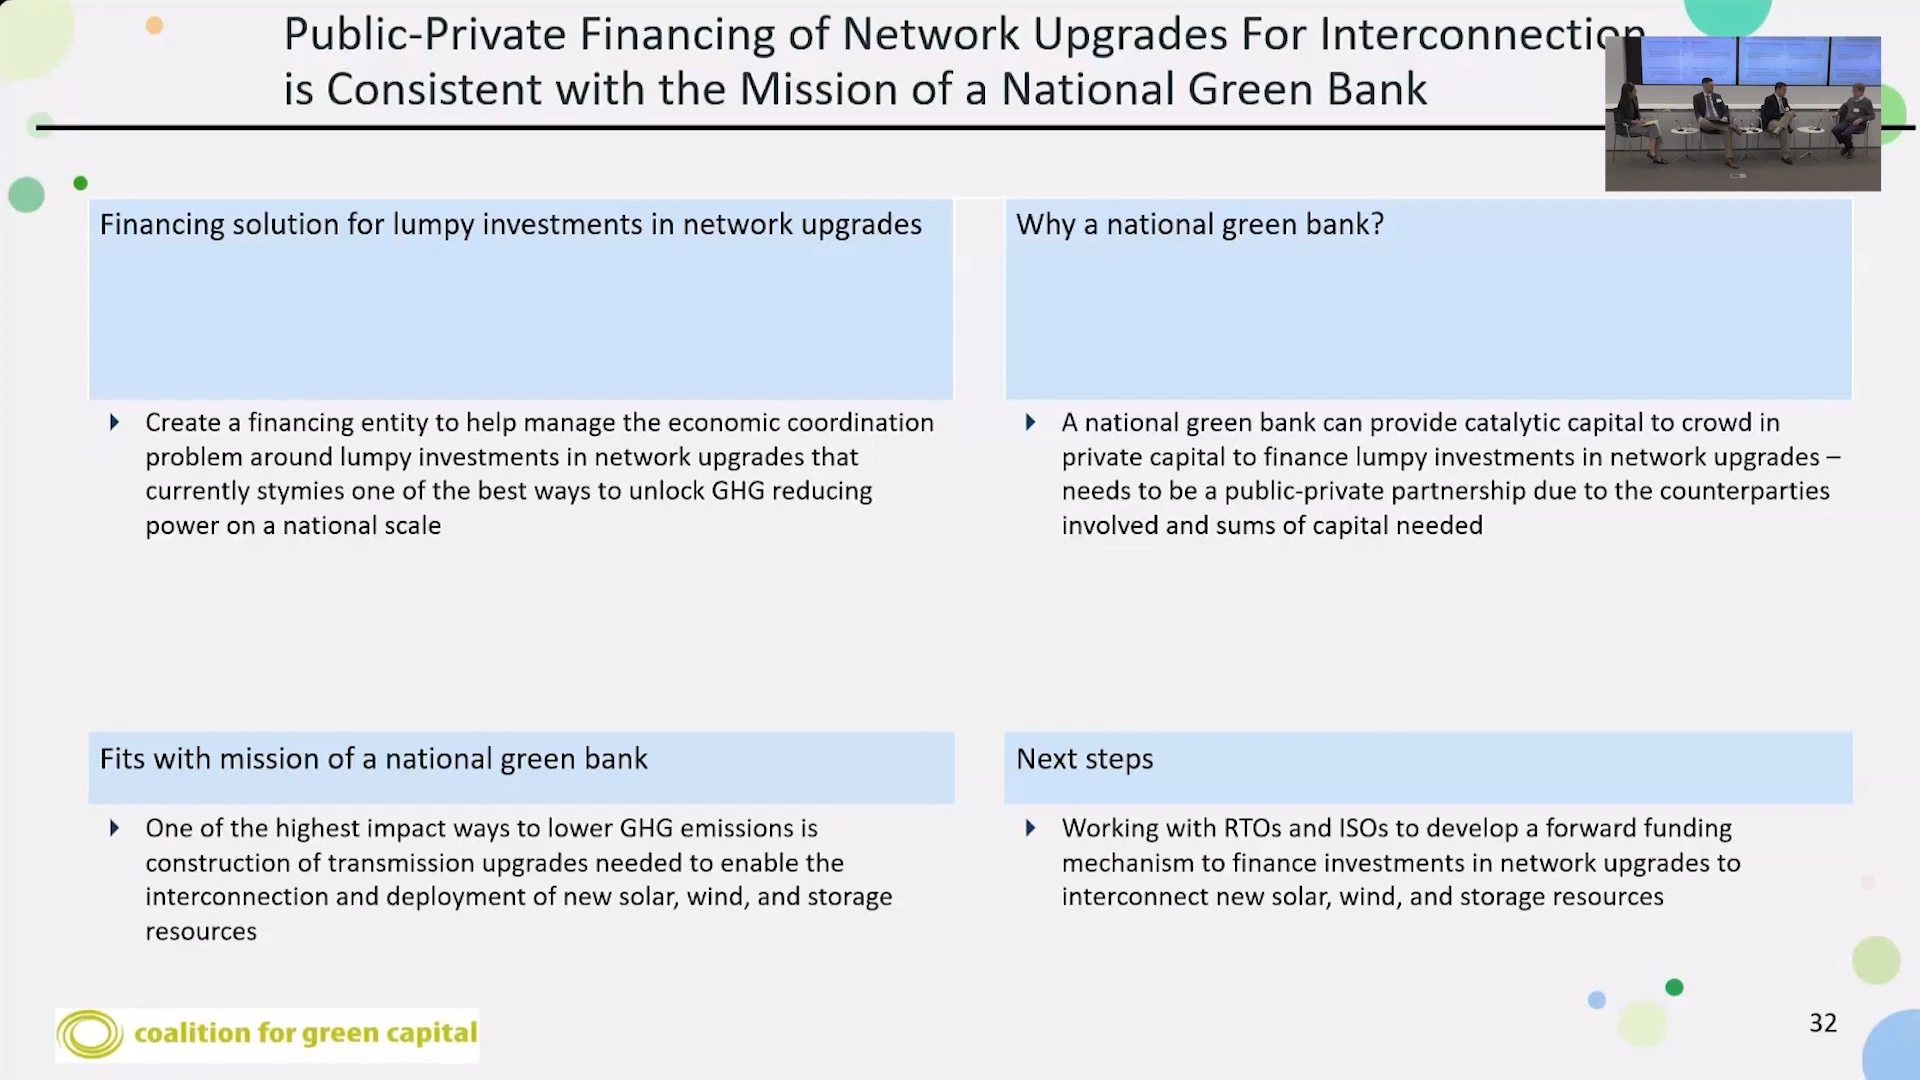 Public-Private Financing of Network Upgrades For Interconnection
is Consistent with the Mission of a National Green Bank
Financing solution for lumpy investments in network upgrades
Create a financing entity to help manage the economic coordination
problem around lumpy investments in network upgrades that
currently stymies one of the best ways to unlock GHG reducing
power on a national scale
Why a national green bank?
A national green bank can provide catalytic capital to crowd in
private capital to finance lumpy investments in network upgrades –
needs to be a public-private partnership due to the counterparties
involved and sums of capital needed
Fits with mission of a national green bank
One of the highest impact ways to lower GHG emissions is
construction of transmission upgrades needed to enable the
interconnection and deployment of new solar, wind, and storage
resources
Next steps
Working with RTOs and ISOs to develop a forward funding
mechanism to finance investments in network upgrades to
interconnect new solar, wind, and storage resources
coalition for green capital
32